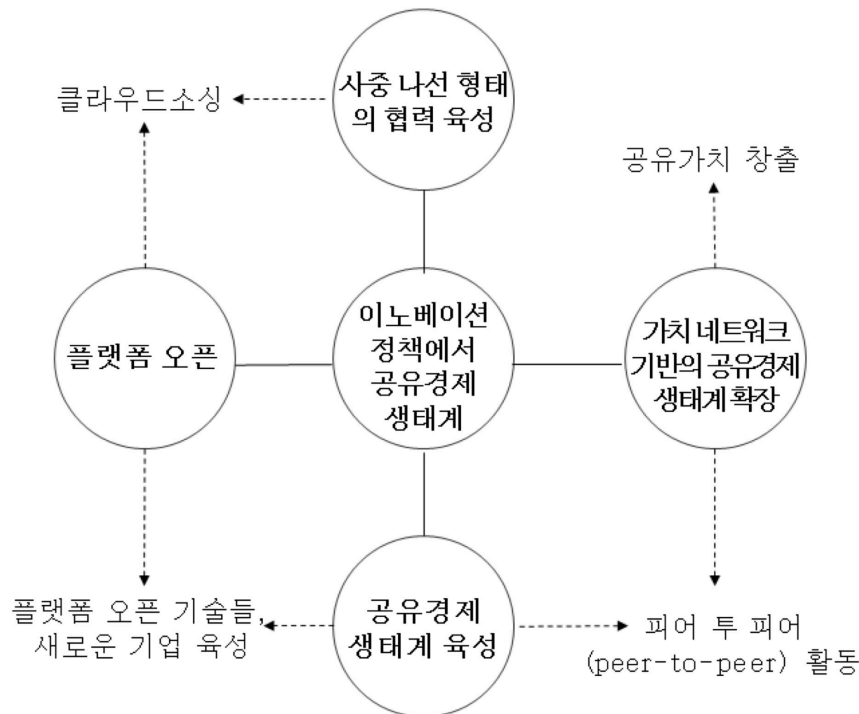 사중 나선 형태
의 협력 육성
클라우드소싱
공유가치 창출
플랫폼 오픈
이노베이션
정책에서
공유경제
생태계
가치 네트워크
기반의 공유경제
생태계 확장
플랫폼 오픈 기술들,
새로운 기업 육성
공유경제
생태계 육성
피어 투 피어
(peer-to-peer) 활동